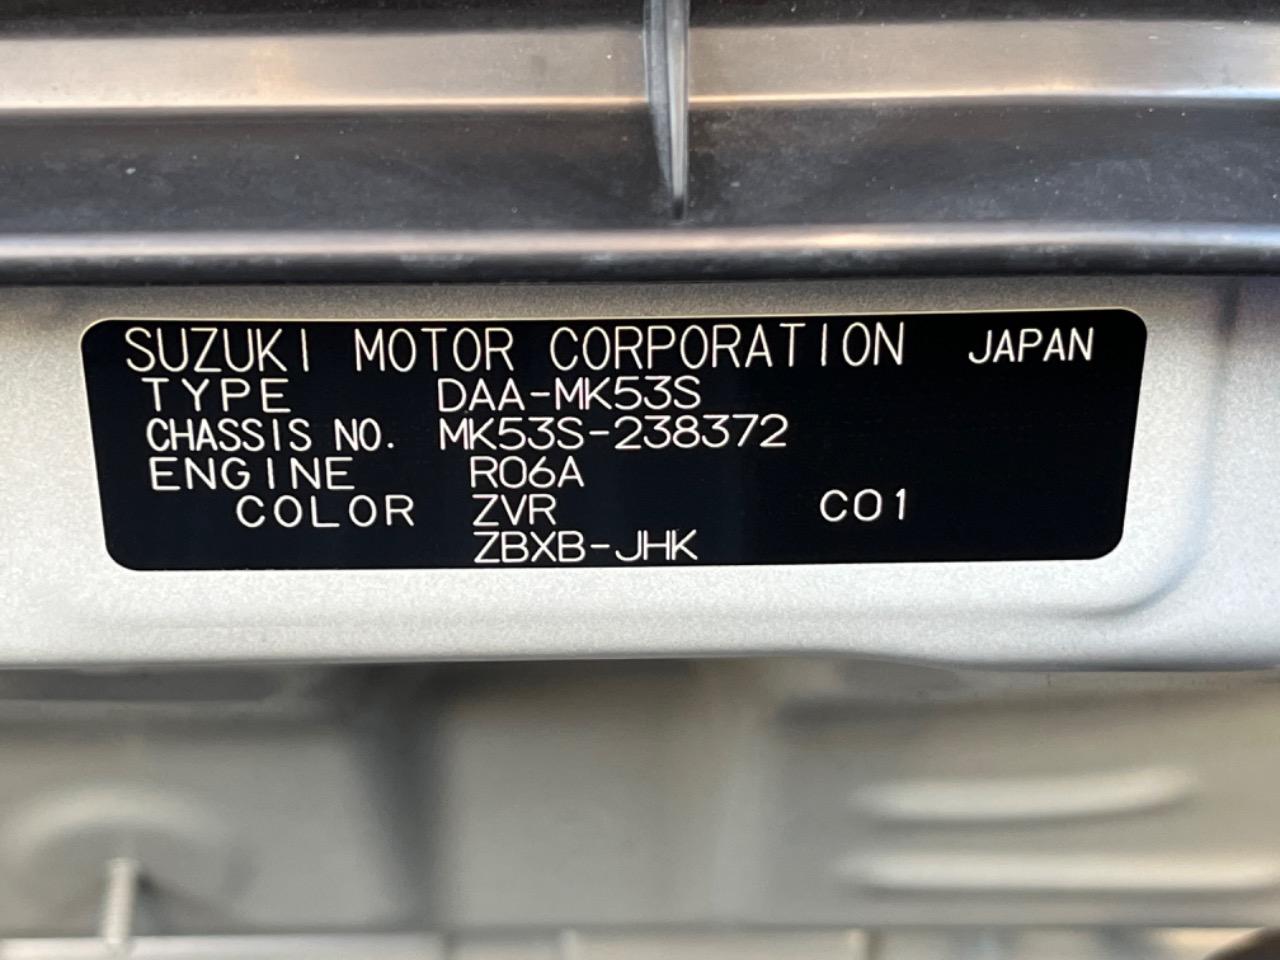 SUZUKI MOTOR CORPORATION JAPAN
TYPE DAA-MK53S
CHASSIS NO. MK53S-238372
ENGINE R06A
COLOR ZVR C01
ZBXB-JHK